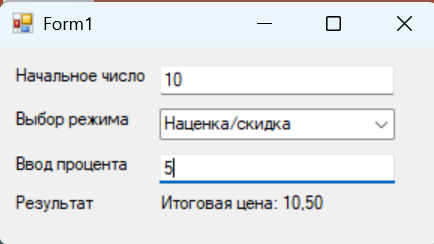 Form1
Начальное число 10
Выбор режима Наценка/скидка
Ввод процента 5
Результат Итоговая цена: 10,50